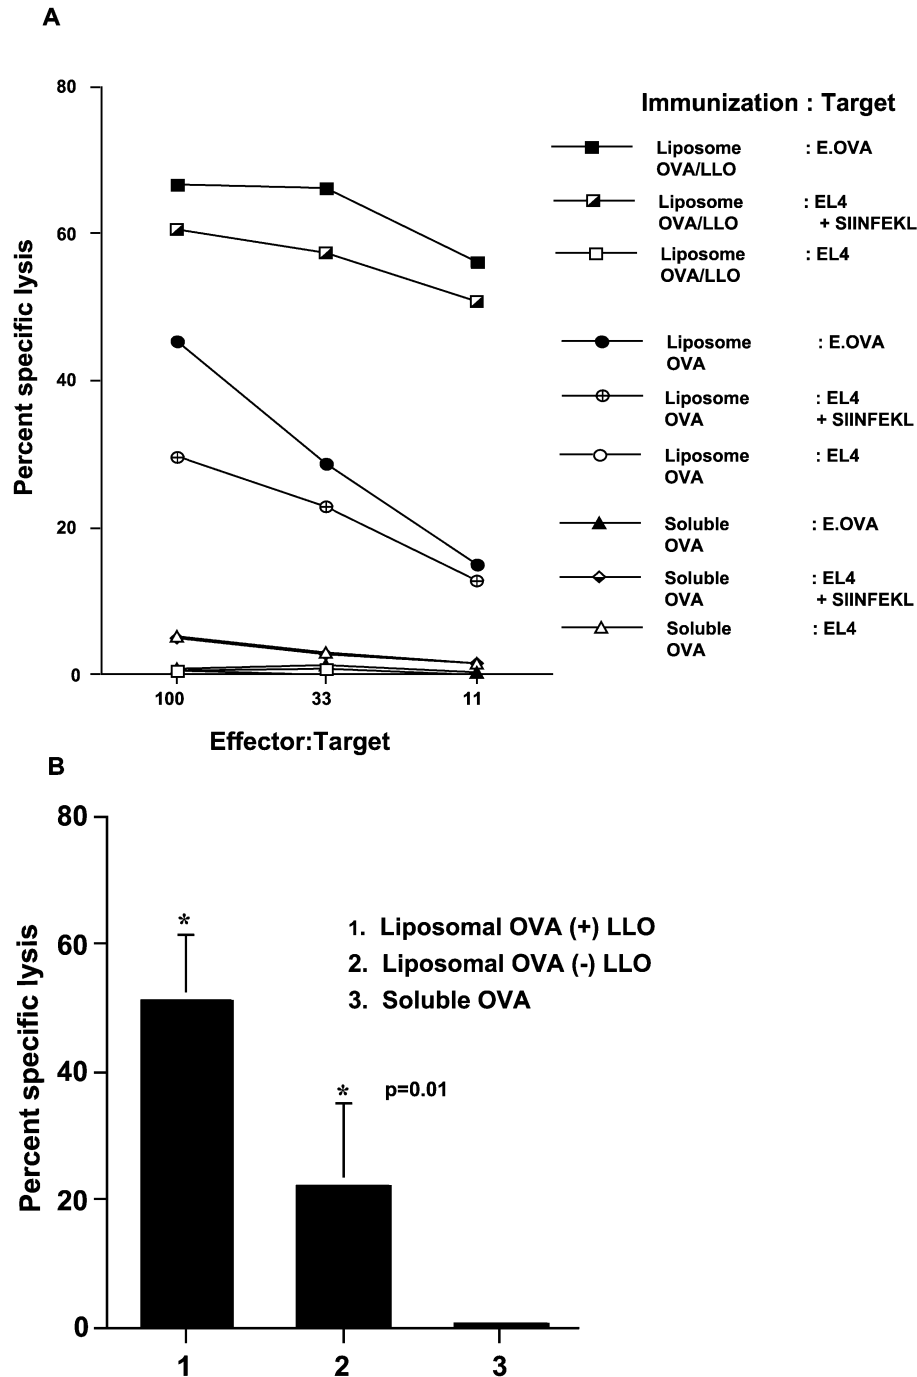 A
80
60
40
20
0
Percent specific lysis
100 33 11
Effector:Target
Immunization : Target
Liposome : E.OVA
OVA/LLO
Liposome : EL4
OVA/LLO + SIINFEKL
Liposome : EL4
OVA/LLO
Liposome : E.OVA
OVA
Liposome : EL4
OVA + SIINFEKL
Liposome : EL4
OVA
Soluble : E.OVA
OVA
Soluble : EL4
OVA + SIINFEKL
Soluble : EL4
OVA
B
80
60
40
20
0
Percent specific lysis
*
1. Liposomal OVA (+) LLO
2. Liposomal OVA (-) LLO
3. Soluble OVA
* p=0.01
1 2 3